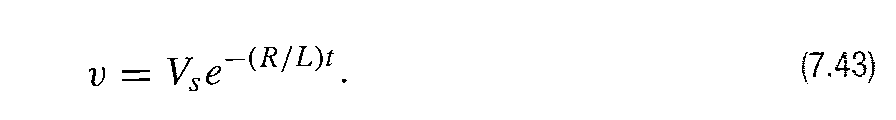 v = V_s e^{-(R/L)t}. (7.43)